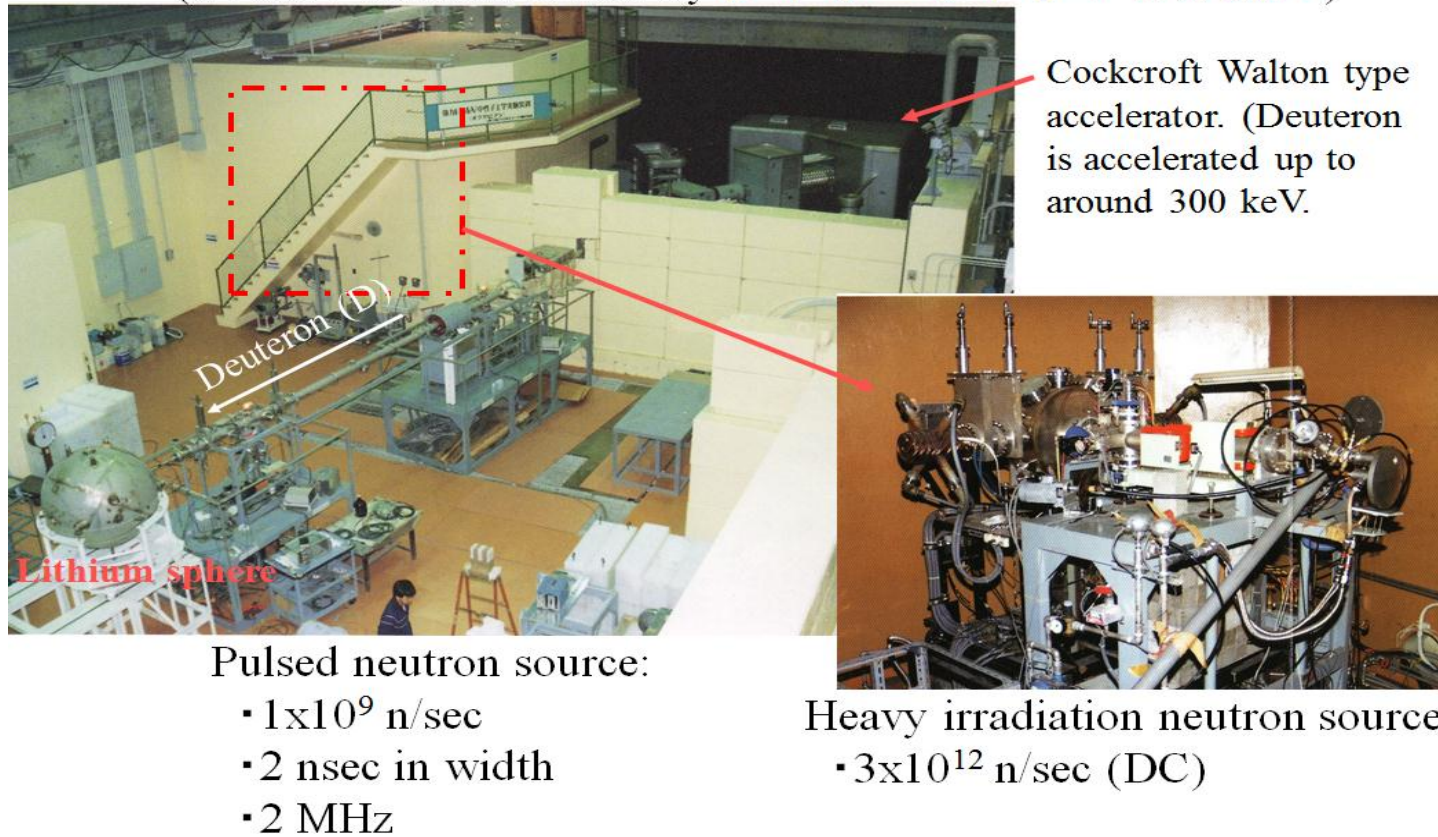 Cockcroft Walton type
accelerator. (Deuteron
is accelerated up to
around 300 keV.
Deuteron (D)
Lithium sphere
Pulsed neutron source:
▪1x10⁹ n/sec
▪2 nsec in width
▪2 MHz
Heavy irradiation neutron source
▪3x10¹² n/sec (DC)